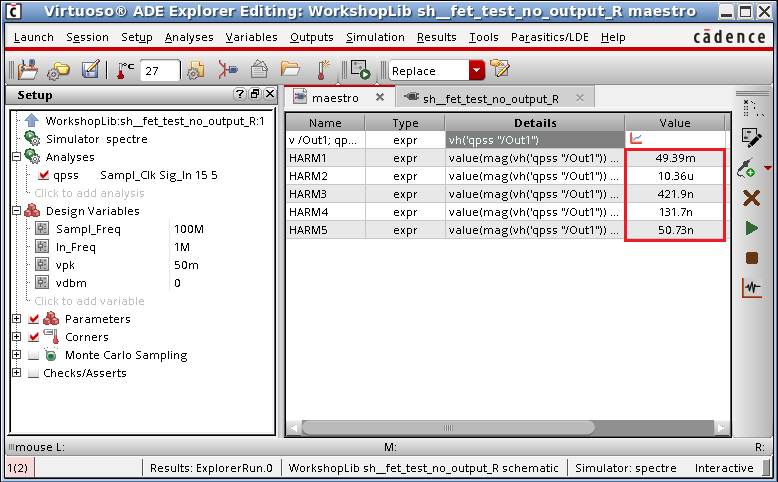 Virtuoso® ADE Explorer Editing: WorkshopLib sh__fet_test_no_output_R maestro
Launch Session Setup Analyses Variables Outputs Simulation Results Tools Parasitics/LDE Help cādence
°C 27 Replace
Setup
maestro sh__fet_test_no_output_R
WorkshopLib:sh__fet_test_no_output_R:1
Simulator spectre
Analyses
qpss Sampl_Clk Sig_In 15 5
Click to add analysis
Design Variables
Sampl_Freq 100M
In_Freq 1M
vpk 50m
vdbm 0
Click to add variable
Parameters
Corners
Monte Carlo Sampling
Checks/Asserts
Name Type Details Value
v /Out1; qp... expr vh('qpss "/Out1")
HARM1 expr value(mag(vh('qpss "/Out1")) ... 49.39m
HARM2 expr value(mag(vh('qpss "/Out1")) ... 10.36u
HARM3 expr value(mag(vh('qpss "/Out1")) ... 421.9n
HARM4 expr value(mag(vh('qpss "/Out1")) ... 131.7n
HARM5 expr value(mag(vh('qpss "/Out1")) ... 50.73n
mouse L: M: R:
1(2) Results: ExplorerRun.0 WorkshopLib sh__fet_test_no_output_R schematic Simulator: spectre Interactive